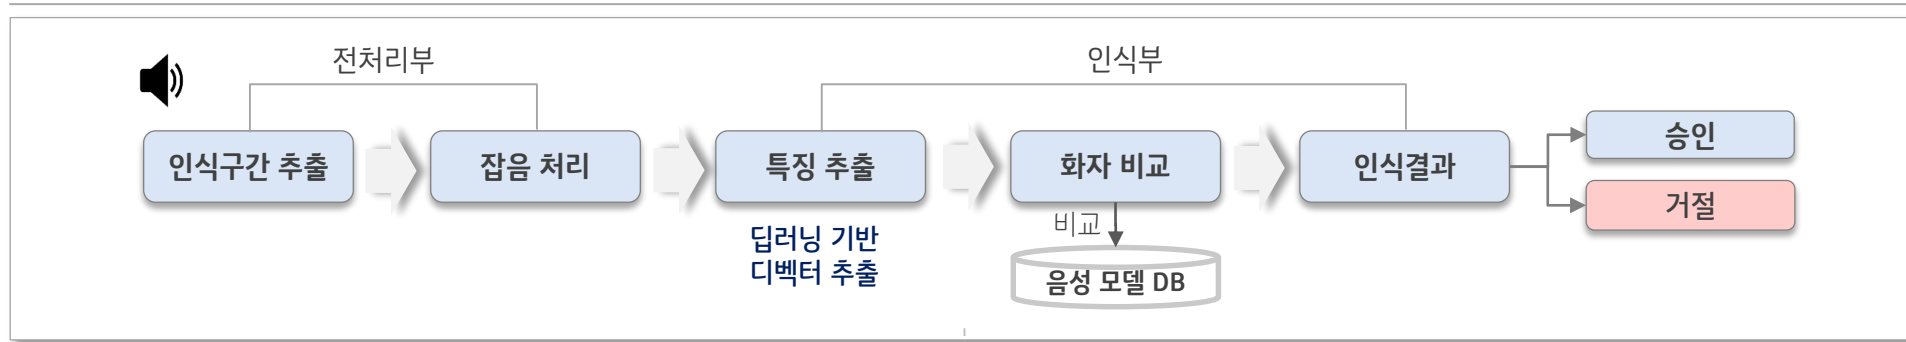 전처리부
인식부
인식구간 추출
잡음 처리
특징 추출
화자 비교
인식결과
승인
거절
딥러닝 기반
디벡터 추출
비교
음성 모델 DB